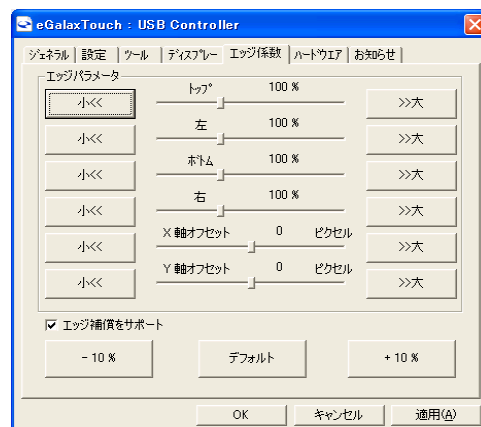 eGalaxTouch : USB Controller
ジェネラル 設定 ツール ディスプレー エッジ係数 ハートウエア お知らせ
エッジパラメータ
小<< トップ 100 % >>大
小<< 左 100 % >>大
小<< ボトム 100 % >>大
小<< 右 100 % >>大
小<< X 軸オフセット 0 ピクセル >>大
小<< Y 軸オフセット 0 ピクセル >>大
エッジ補償をサポート
- 10 % デフォルト + 10 %
OK キャンセル 適用(A)